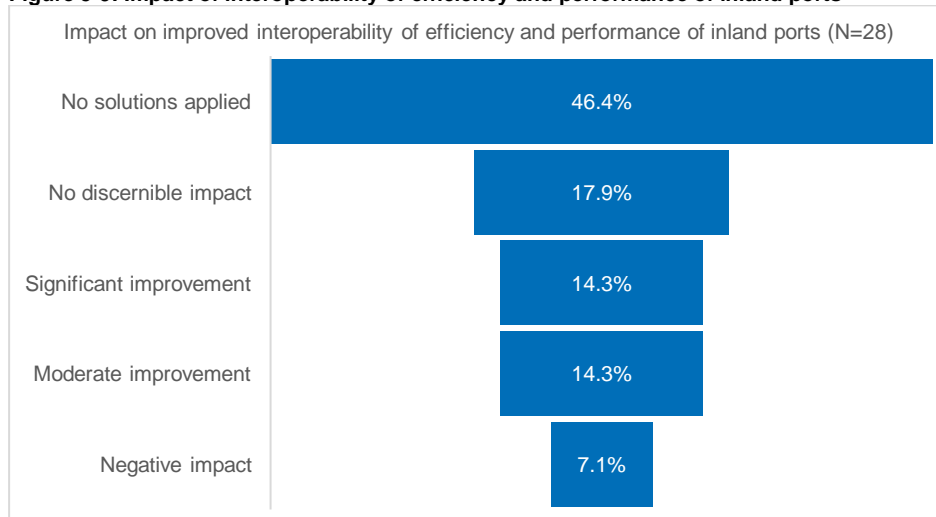 Impact on improved interoperability of efficiency and performance of inland ports (N=28)
No solutions applied 46.4%
No discernible impact 17.9%
Significant improvement 14.3%
Moderate improvement 14.3%
Negative impact 7.1%